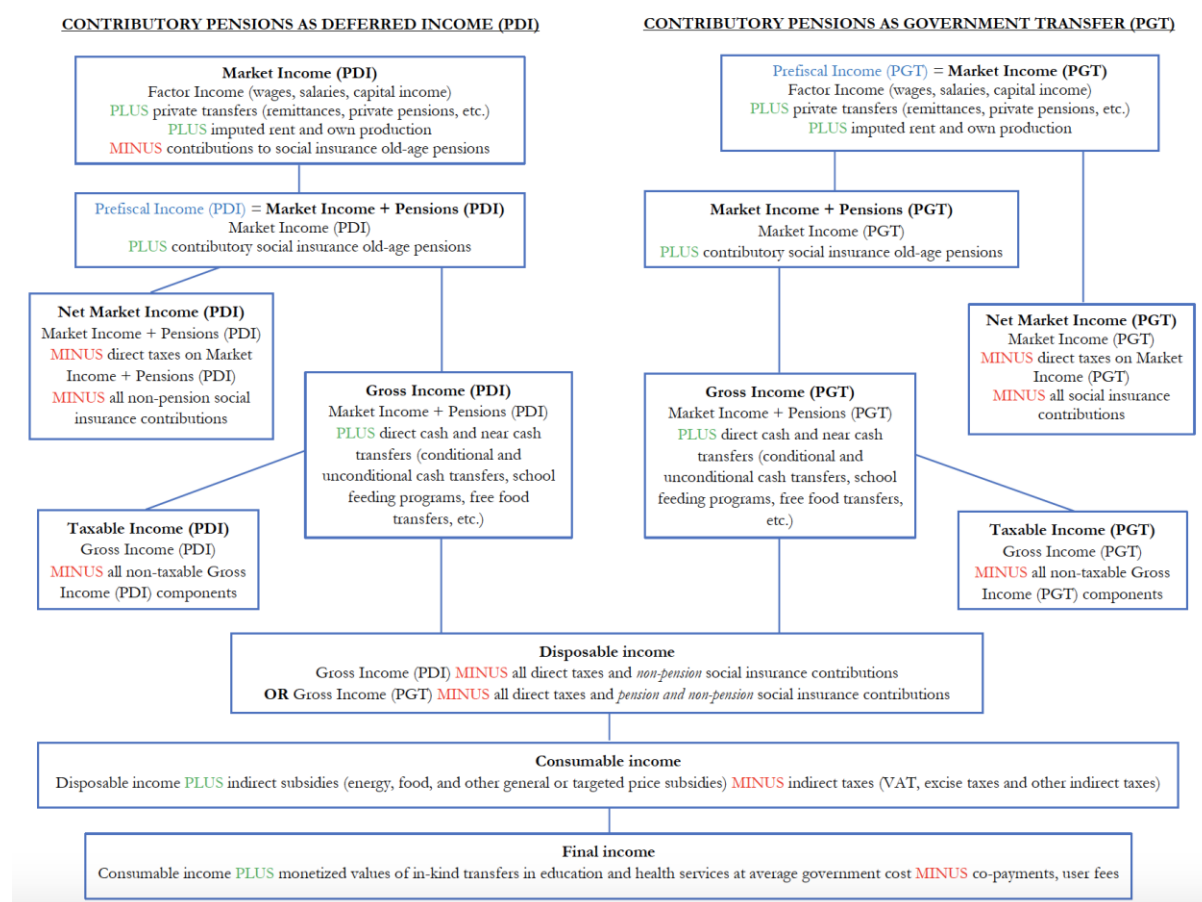 CONTRIBUTORY PENSIONS AS DEFERRED INCOME (PDI)
Market Income (PDI)
Factor Income (wages, salaries, capital income)
PLUS private transfers (remittances, private pensions, etc.)
PLUS imputed rent and own production
MINUS contributions to social insurance old-age pensions
Prefiscal Income (PDI) = Market Income + Pensions (PDI)
Market Income (PDI)
PLUS contributory social insurance old-age pensions
Net Market Income (PDI)
Market Income + Pensions (PDI)
MINUS direct taxes on Market
Income + Pensions (PDI)
MINUS all non-pension social
insurance contributions
Gross Income (PDI)
Market Income + Pensions (PDI)
PLUS direct cash and near cash
transfers (conditional and
unconditional cash transfers, school
feeding programs, free food
transfers, etc.)
Taxable Income (PDI)
Gross Income (PDI)
MINUS all non-taxable Gross
Income (PDI) components
CONTRIBUTORY PENSIONS AS GOVERNMENT TRANSFER (PGT)
Prefiscal Income (PGT) = Market Income (PGT)
Factor Income (wages, salaries, capital income)
PLUS private transfers (remittances, private pensions, etc.)
PLUS imputed rent and own production
Market Income + Pensions (PGT)
Market Income (PGT)
PLUS contributory social insurance old-age pensions
Net Market Income (PGT)
Market Income (PGT)
MINUS direct taxes on Market
Income (PGT)
MINUS all social insurance
contributions
Gross Income (PGT)
Market Income + Pensions (PGT)
PLUS direct cash and near cash
transfers (conditional and
unconditional cash transfers, school
feeding programs, free food transfers,
etc.)
Taxable Income (PGT)
Gross Income (PGT)
MINUS all non-taxable Gross
Income (PGT) components
Disposable income
Gross Income (PDI) MINUS all direct taxes and non-pension social insurance contributions
OR Gross Income (PGT) MINUS all direct taxes and pension and non-pension social insurance contributions
Consumable income
Disposable income PLUS indirect subsidies (energy, food, and other general or targeted price subsidies) MINUS indirect taxes (VAT, excise taxes and other indirect taxes)
Final income
Consumable income PLUS monetized values of in-kind transfers in education and health services at average government cost MINUS co-payments, user fees